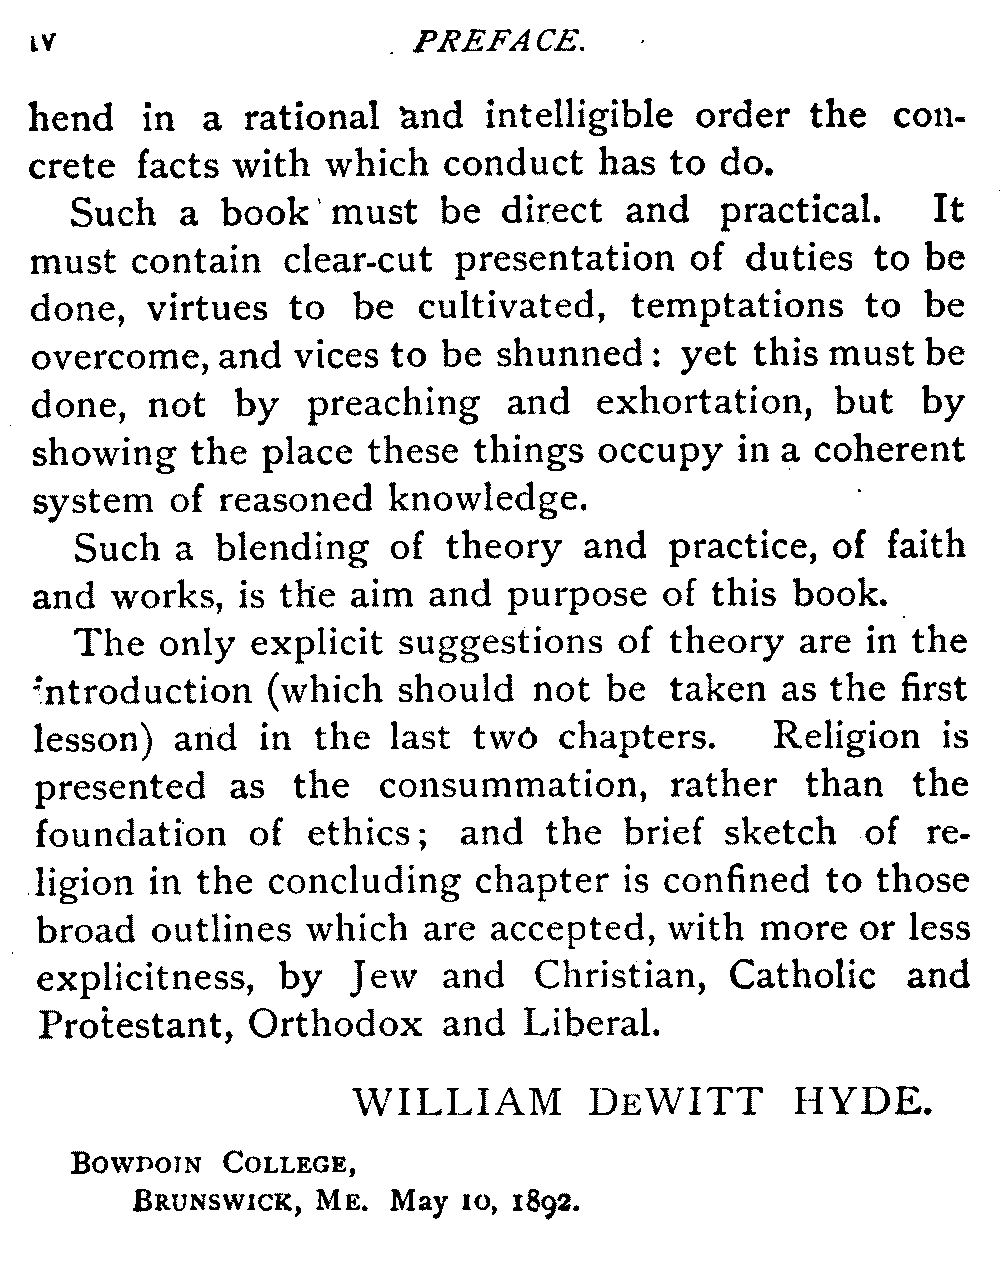 iv PREFACE.
hend in a rational and intelligible order the con-
crete facts with which conduct has to do.
Such a book must be direct and practical. It
must contain clear-cut presentation of duties to be
done, virtues to be cultivated, temptations to be
overcome, and vices to be shunned: yet this must be
done, not by preaching and exhortation, but by
showing the place these things occupy in a coherent
system of reasoned knowledge.
Such a blending of theory and practice, of faith
and works, is the aim and purpose of this book.
The only explicit suggestions of theory are in the
introduction (which should not be taken as the first
lesson) and in the last two chapters. Religion is
presented as the consummation, rather than the
foundation of ethics; and the brief sketch of re-
ligion in the concluding chapter is confined to those
broad outlines which are accepted, with more or less
explicitness, by Jew and Christian, Catholic and
Protestant, Orthodox and Liberal.
WILLIAM DEWITT HYDE.
BOWDOIN COLLEGE,
BRUNSWICK, ME. May 10, 1892.